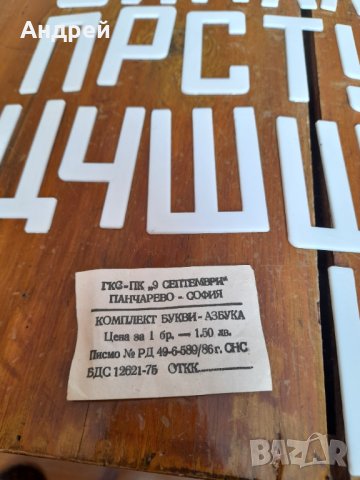 Андрей
ПРСТУ
ЦЧШЩ
ГКС-ПК „9 СЕПТЕМВРИ"
ПАНЧАРЕВО - СОФИЯ
КОМПЛЕКТ БУКВИ - АЗБУКА
Цена за 1 бр. — 1.50 лв.
Писмо № РД 49-6-589/86 г. СНС
БДС 12621-75 ОТКК
BAZAR